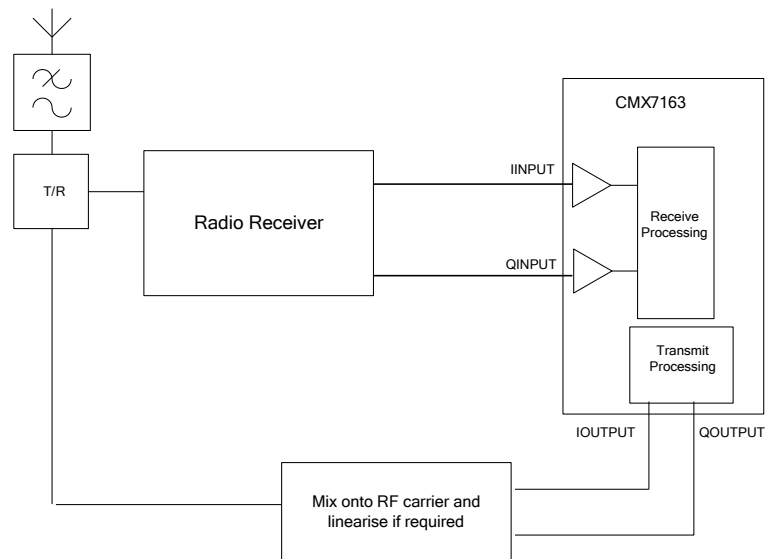 CMX7163
IINPUT
T/R
Radio Receiver
Receive
Processing
QINPUT
Transmit
Processing
IOUTPUT
QOUTPUT
Mix onto RF carrier and
linearise if required